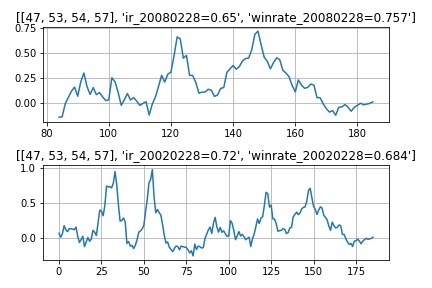 [[47, 53, 54, 57], 'ir_20080228=0.65', 'winrate_20080228=0.757']
0.75
0.50
0.25
0.00
80 100 120 140 160 180
[[47, 53, 54, 57], 'ir_20020228=0.72', 'winrate_20020228=0.684']
1.0
0.5
0.0
0 25 50 75 100 125 150 175